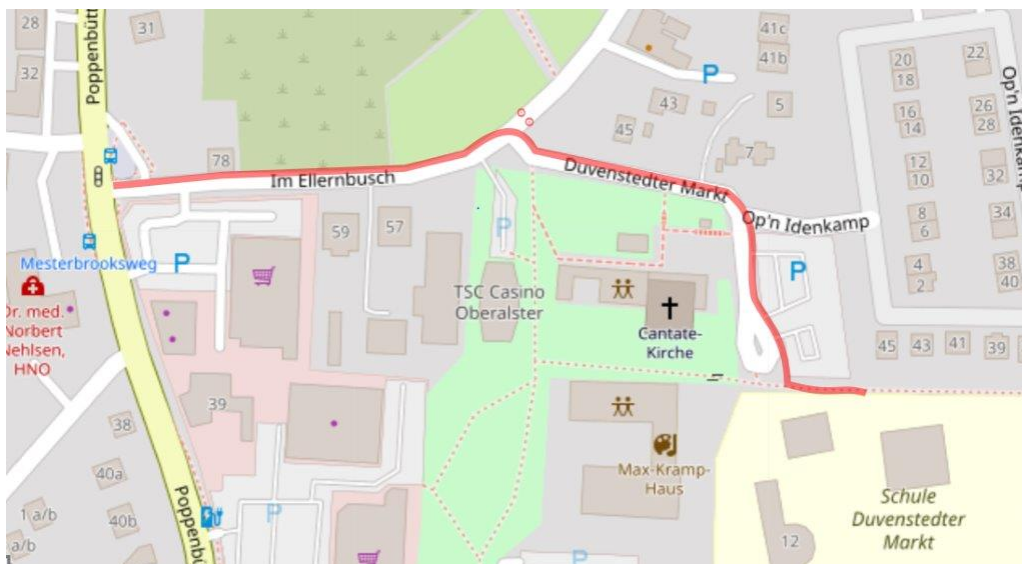 28
31
32
Poppenbütt
78
Im Ellernbusch
Duvenstedter Markt
Op'n Idenkamp
41c
41b
P
43
5
45
7
20
18
22
16
14
26
28
12
10
32
8
6
34
4
2
38
40
Op'n Idenkamp
59
57
P
P
P
Mesterbrooksweg
Dr. med.
Norbert
Nehlsen,
HNO
TSC Casino
Oberalster
Cantate-
Kirche
45
43
41
39
39
38
40a
40b
1 a/b
a/b
Poppenbü
P
P
Max-Kramp-
Haus
12
Schule
Duvenstedter
Markt